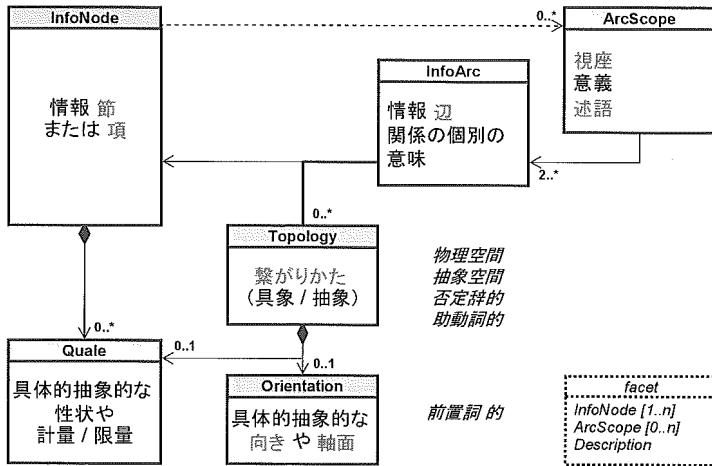 InfoNode
情報 節
または 項
0..*
ArcScope
視座
意義
述語
InfoArc
情報 辺
関係の個別の
意味
2..*
0..*
Topology
繋がりかた
（具象 / 抽象）
物理空間
抽象空間
否定辞的
助動詞的
0..*
Quale
具体的抽象的な
性状や
計量 / 限量
0..1
0..1
Orientation
具体的抽象的な
向き や 軸面
前置詞 的
facet
InfoNode [1..n]
ArcScope [0..n]
Description